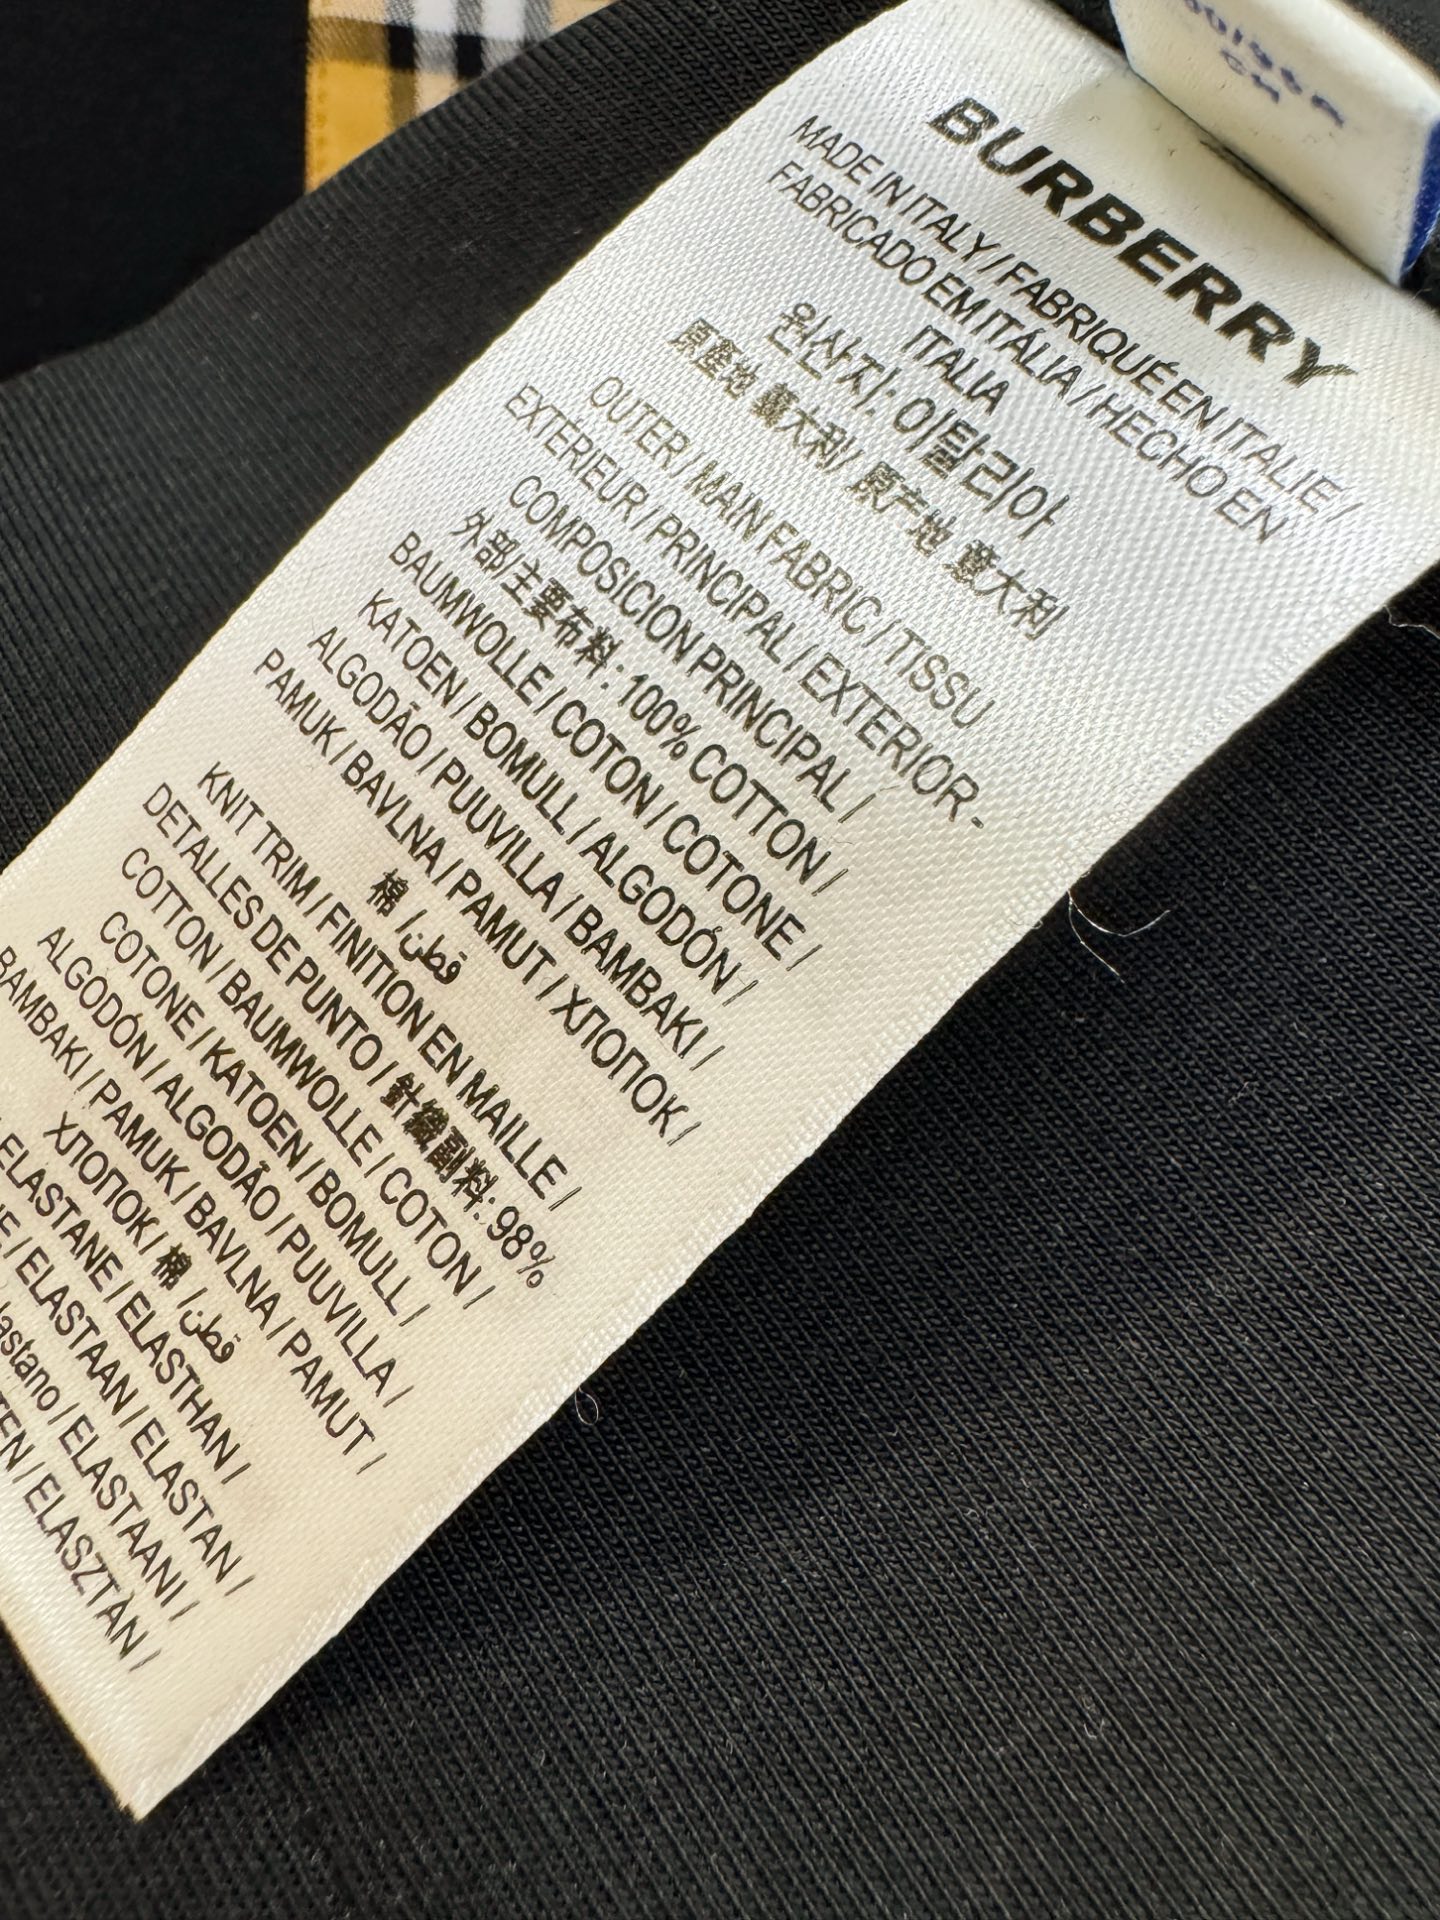 BURBERRY
MADE IN ITALY / FABRIQUÉ EN ITALIE /
FABRICADO EM ITÁLIA / HECHO EN
ITALIA
원산지: 이탈리아
原產地 義大利/ 原产地 意大利
OUTER / MAIN FABRIC / TISSU
EXTERIEUR / PRINCIPAL / EXTERIOR -
COMPOSICION PRINCIPAL /
外部主要布料: 100% COTTON /
BAUMWOLLE / COTON / COTONE /
KATOEN / BOMULL / ALGODÓN /
ALGODÃO / PUUVILLA / BAMBAKI /
PAMUK / BAVLNA / PAMUT / ХЛОПОК /
棉 / قطن
KNIT TRIM / FINITION EN MAILLE /
DETALLES DE PUNTO / 針織副料: 98%
COTTON / BAUMWOLLE / COTON /
COTONE / KATOEN / BOMULL /
ALGODÓN / ALGODÃO / PUUVILLA /
BAMBAKI / PAMUK / BAVLNA / PAMUT /
ХЛОПОК / 棉 / قطن
ELASTANE / ELASTHAN /
/ ELASTAAN / ELASTAN /
/ ELASTAANI /
/ ELASZTÀN /